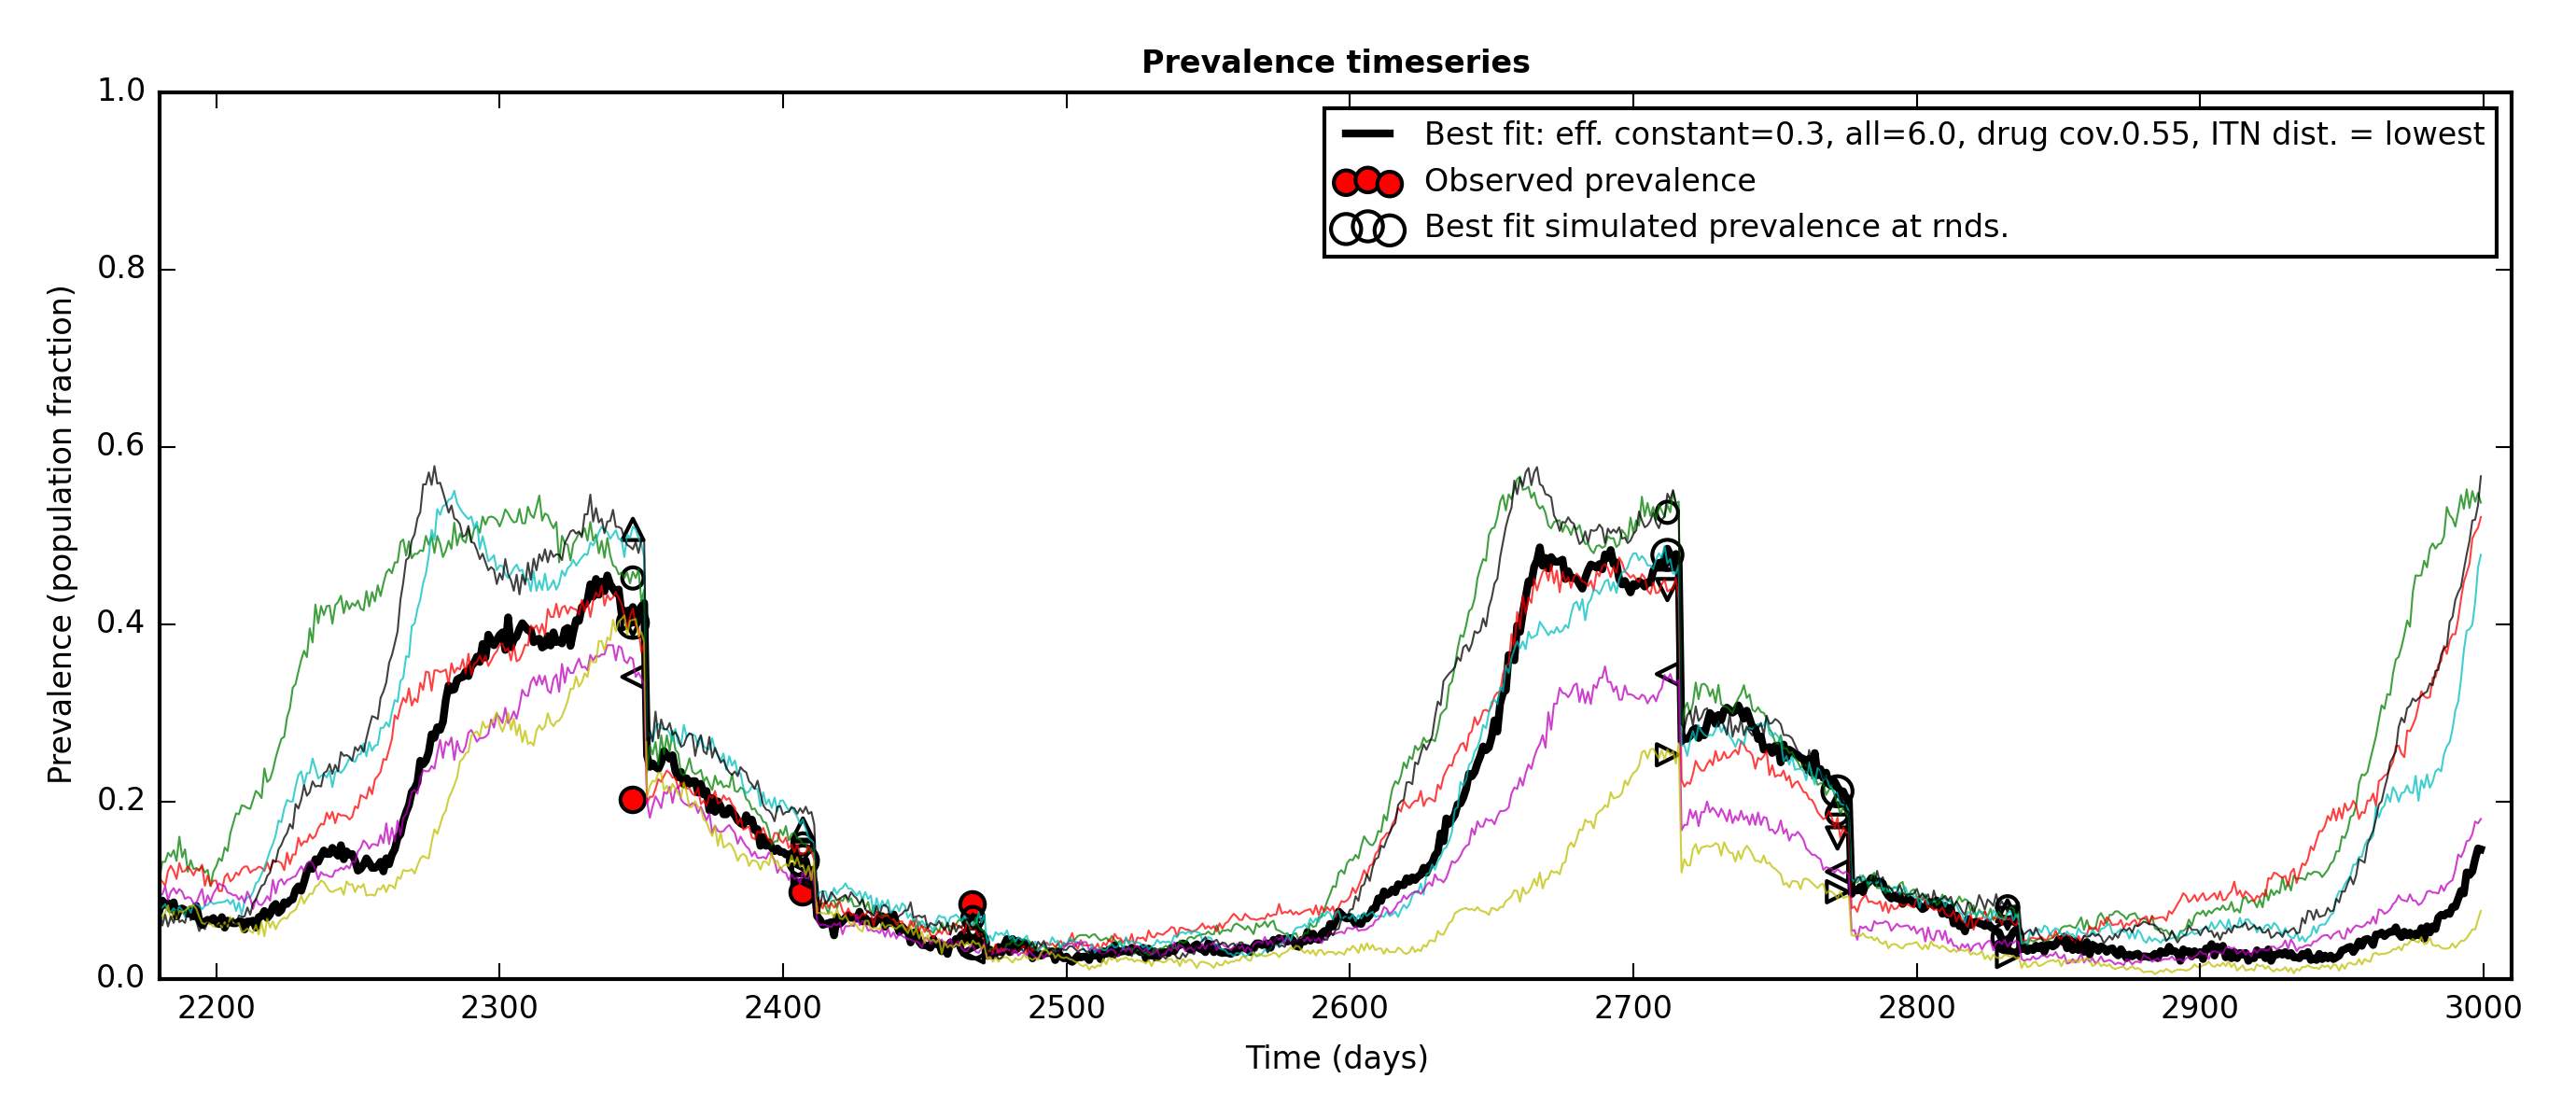 Prevalence timeseries
Best fit: eff. constant=0.3, all=6.0, drug cov.0.55, ITN dist. = lowest
Observed prevalence
Best fit simulated prevalence at rnds.
Prevalence (population fraction)
1.0
0.8
0.6
0.4
0.2
0.0
2200 2300 2400 2500 2600 2700 2800 2900 3000
Time (days)